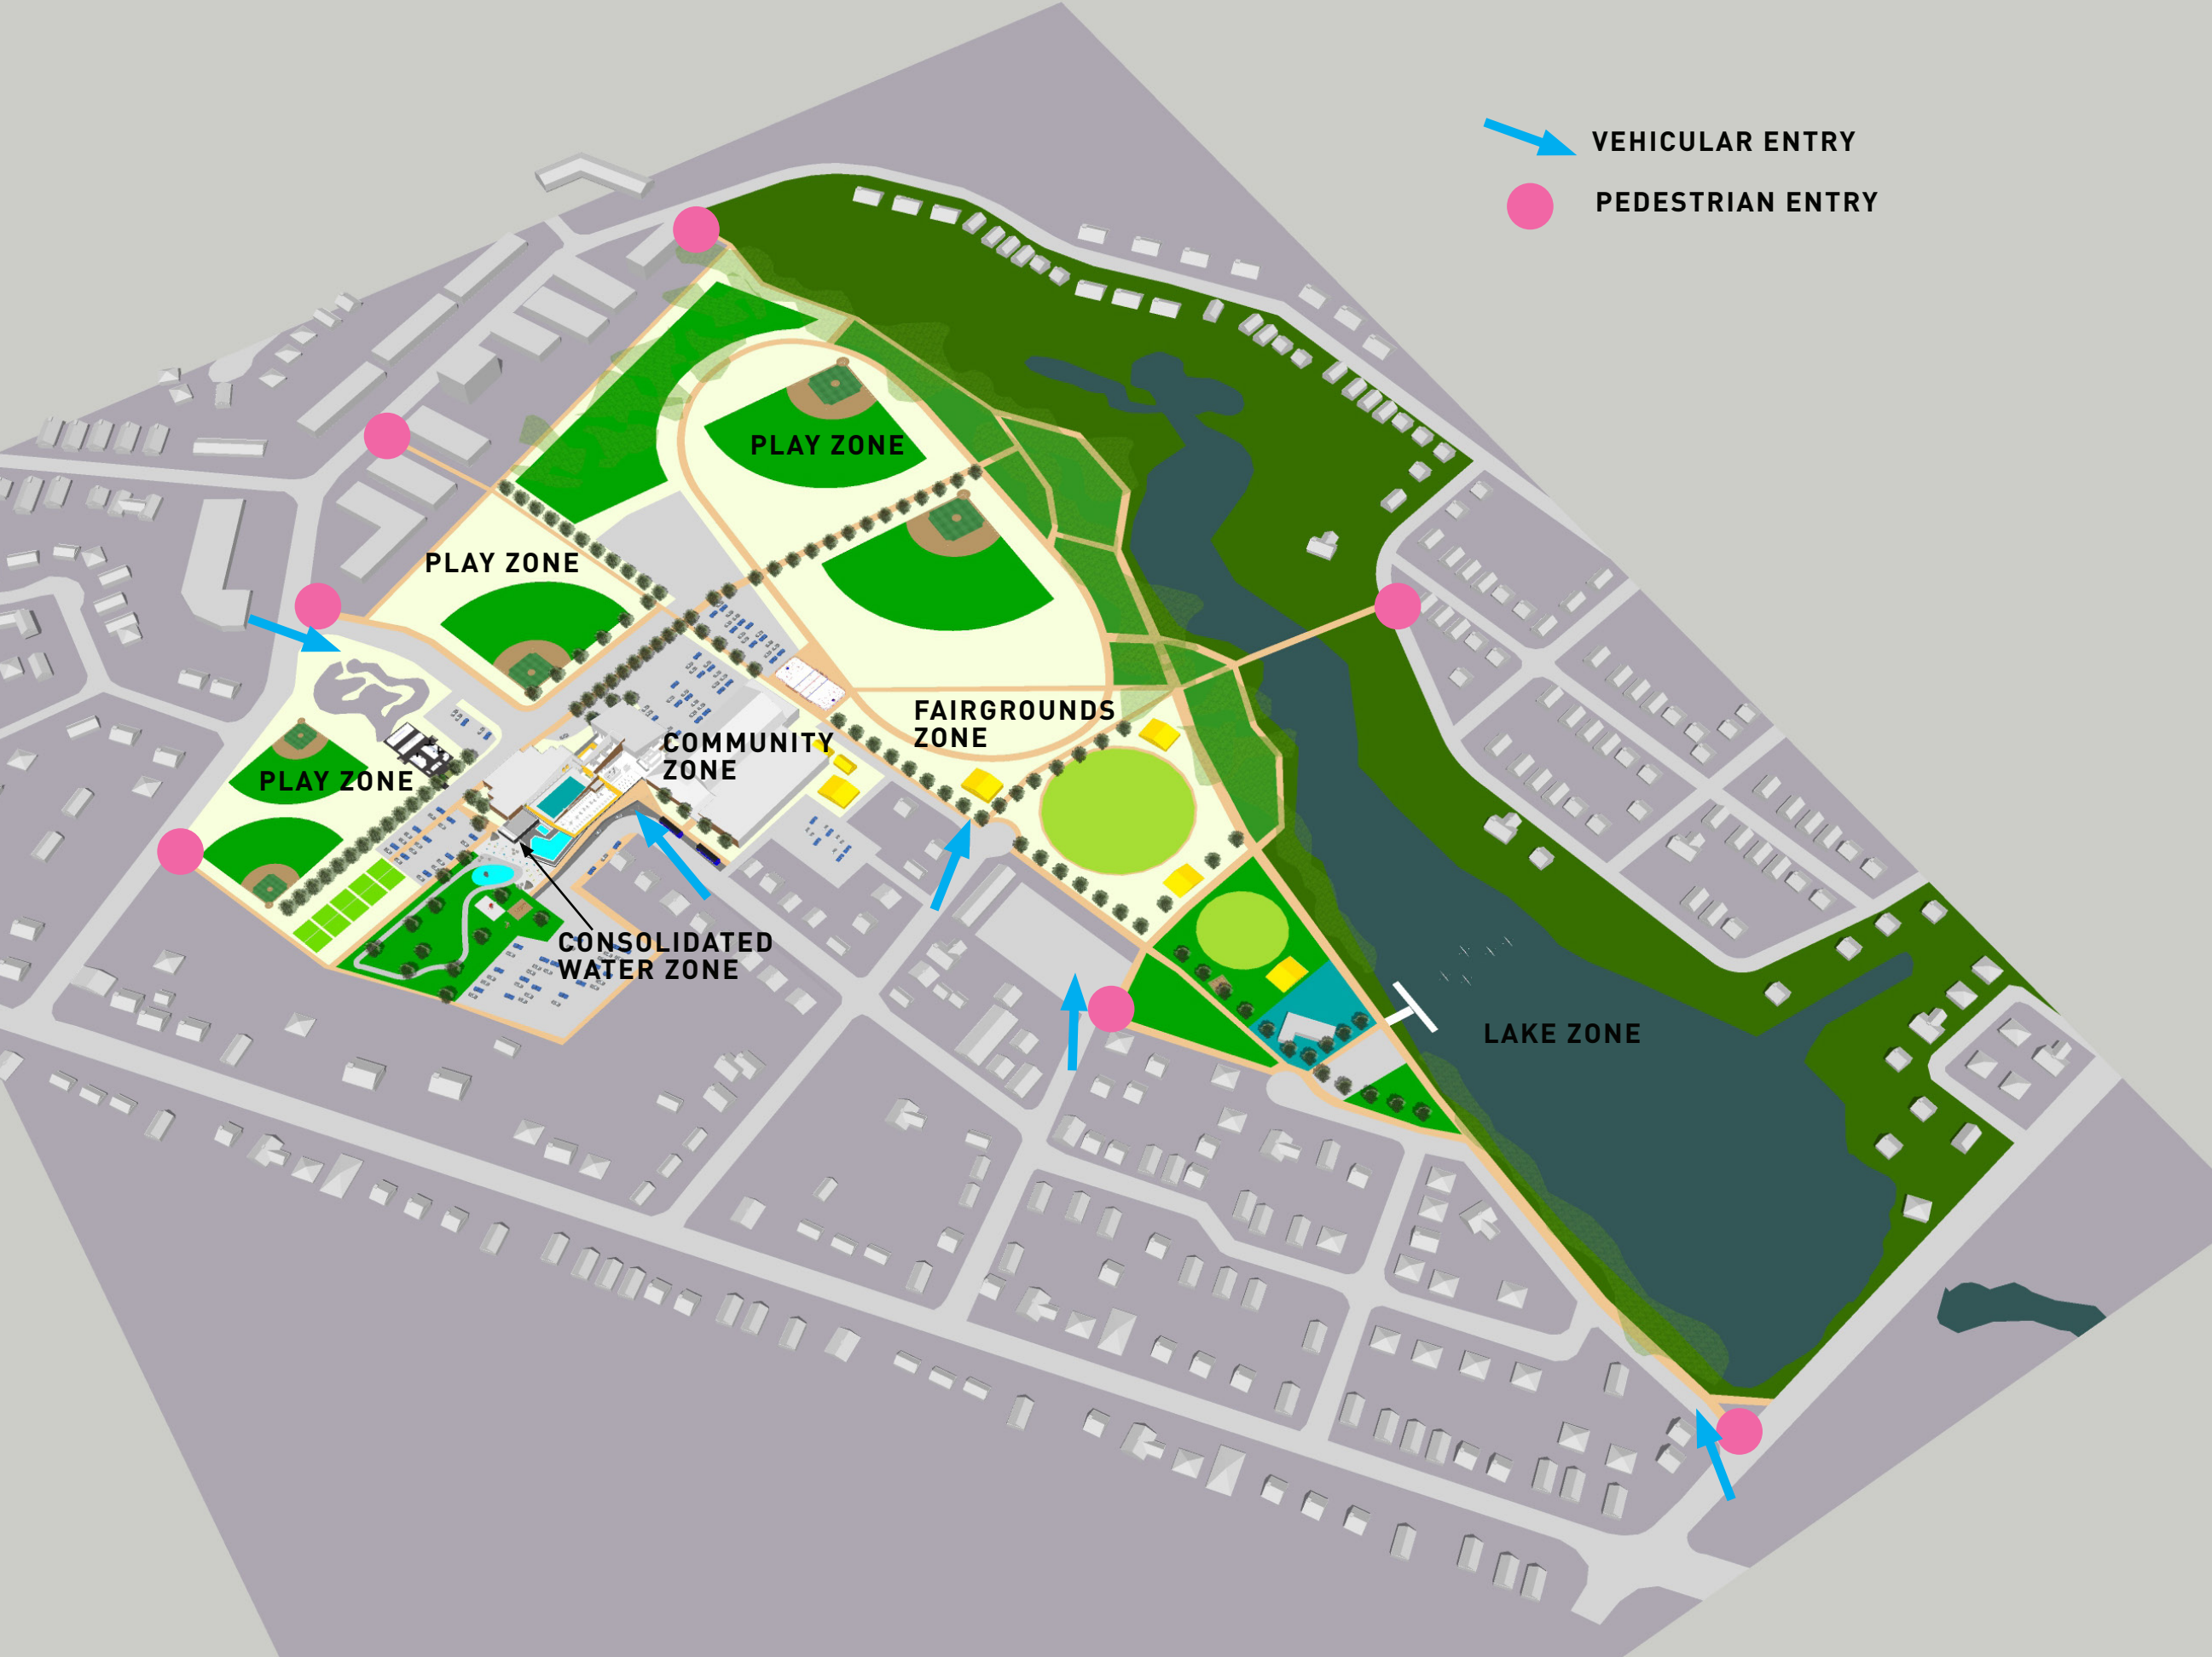 VEHICULAR ENTRY
PEDESTRIAN ENTRY
PLAY ZONE
PLAY ZONE
FAIRGROUNDS
ZONE
COMMUNITY
ZONE
PLAY ZONE
CONSOLIDATED
WATER ZONE
LAKE ZONE